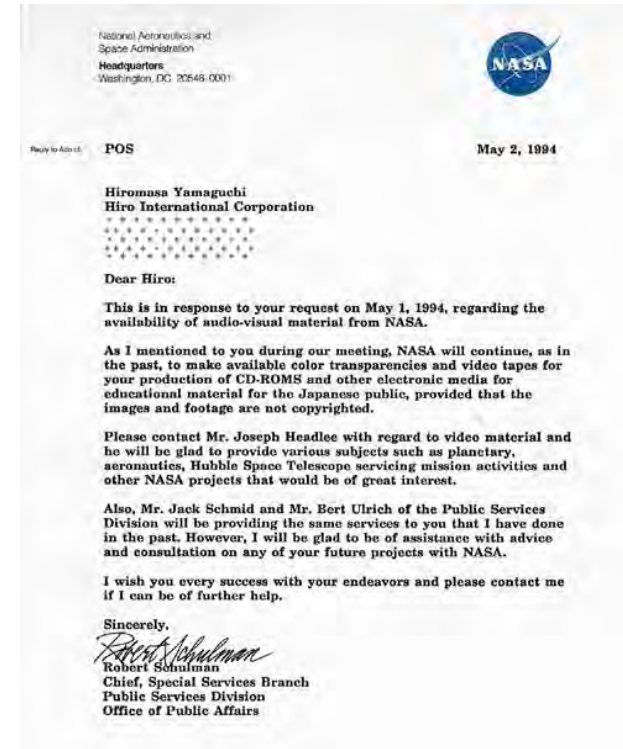 National Aeronautics and
Space Administration
Headquarters
Washington, DC 20546-0001
NASA
Reply to Attn of:
POS
May 2, 1994
Hiromasa Yamaguchi
Hiro International Corporation
Dear Hiro:
This is in response to your request on May 1, 1994, regarding the
availability of audio-visual material from NASA.
As I mentioned to you during our meeting, NASA will continue, as in
the past, to make available color transparencies and video tapes for
your production of CD-ROMS and other electronic media for
educational material for the Japanese public, provided that the
images and footage are not copyrighted.
Please contact Mr. Joseph Headlee with regard to video material and
he will be glad to provide various subjects such as planetary,
aeronautics, Hubble Space Telescope servicing mission activities and
other NASA projects that would be of great interest.
Also, Mr. Jack Schmid and Mr. Bert Ulrich of the Public Services
Division will be providing the same services to you that I have done
in the past. However, I will be glad to be of assistance with advice
and consultation on any of your future projects with NASA.
I wish you every success with your endeavors and please contact me
if I can be of further help.
Sincerely,
Robert Schulman
Robert Schulman
Chief, Special Services Branch
Public Services Division
Office of Public Affairs